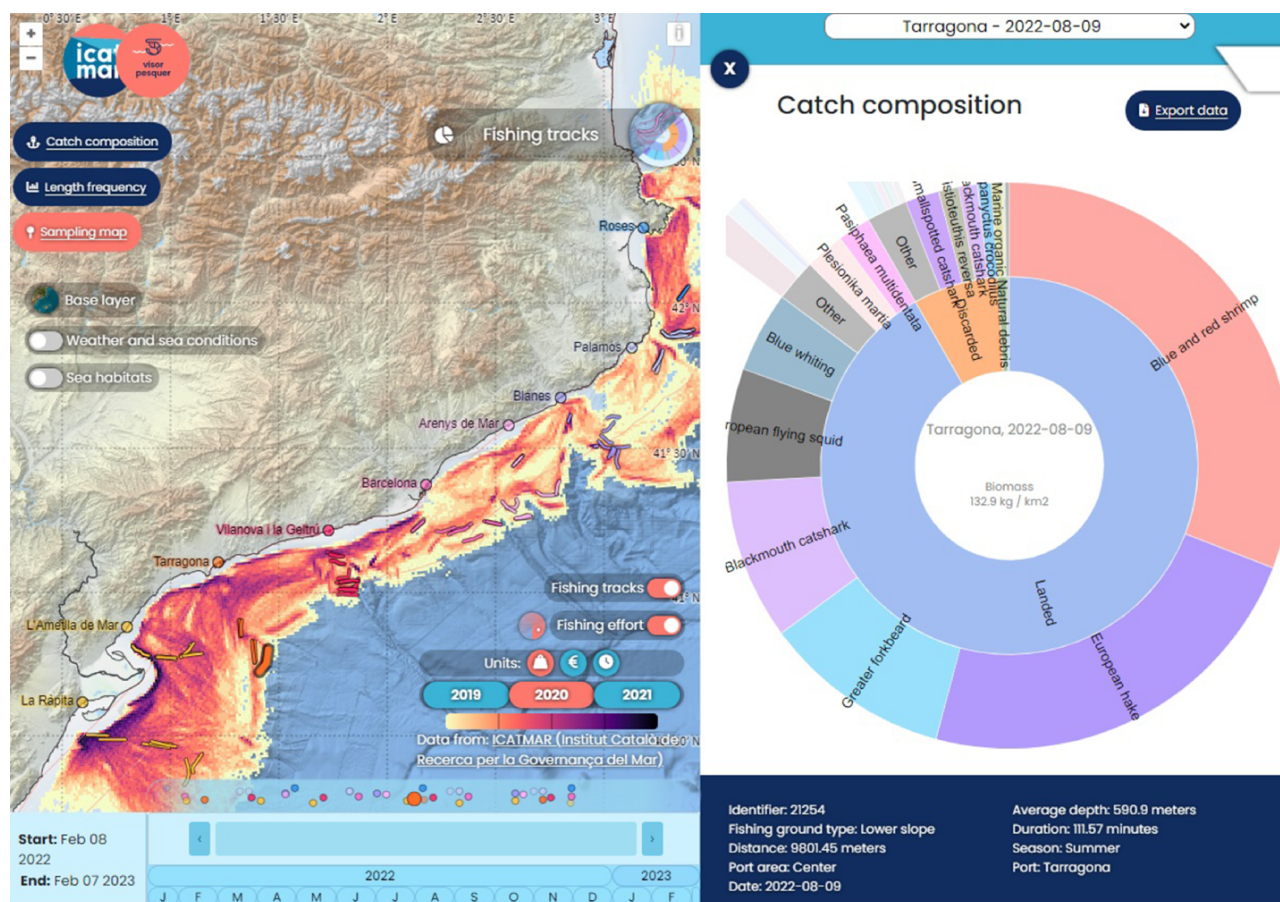 0° 30' E
1° E
1° 30' E
2° E
3° E
+
−
icatmar
visor
pesquer
Catch composition
Length frequency
Sampling map
Fishing tracks
Base layer
Weather and sea conditions
Sea habitats
Roses
42° N
Palamós
Blanes
Arenys de Mar
41° 30' N
Barcelona
Vilanova i la Geltrú
Tarragona
L'Ametlla de Mar
La Ràpita
Fishing tracks
41° N
Fishing effort
Units:
€
2019
2020
2021
Data from: ICATMAR (Institut Català de
Recerca per la Governança del Mar)
Start: Feb 08
2022
End: Feb 07 2023
‹
›
2022
2023
J F M A M J J A S O N D J F
Tarragona - 2022-08-09
X
Catch composition
Export data
Tarragona, 2022-08-09
Biomass
132.9 kg / km2
Landed
Discarded
Natural debris
Blue and red shrimp
European hake
Greater forkbeard
Blackmouth catshark
ropean flying squid
Blue whiting
Other
Plesionika martia
Pasiphaea multidentata
Other
mallspotted catshark
istioteuthis reversa
ackmouth catshark
panyctus crocodilus
Marine organic
Identifier: 21254
Fishing ground type: Lower slope
Distance: 9801.45 meters
Port area: Center
Date: 2022-08-09
Average depth: 590.9 meters
Duration: 111.57 minutes
Season: Summer
Port: Tarragona